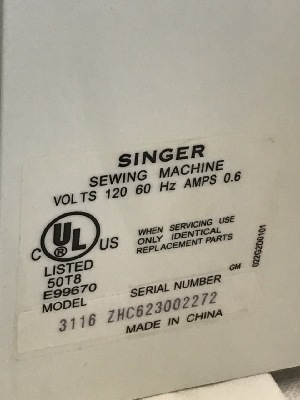 SINGER
SEWING MACHINE
VOLTS 120 60 Hz AMPS 0.6
C UL ® US
LISTED
50T8
E99670
WHEN SERVICING USE
ONLY IDENTICAL
REPLACEMENT PARTS
022G2D0101
GM
MODEL
SERIAL NUMBER
3116 ZHC623002272
MADE IN CHINA